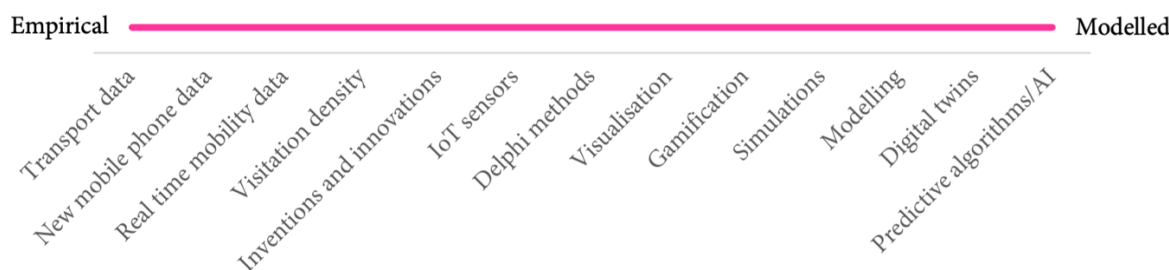 Empirical
Modelled
Transport data
New mobile phone data
Real time mobility data
Visitation density
Inventions and innovations
IoT sensors
Delphi methods
Visualisation
Gamification
Simulations
Modelling
Digital twins
Predictive algorithms/AI